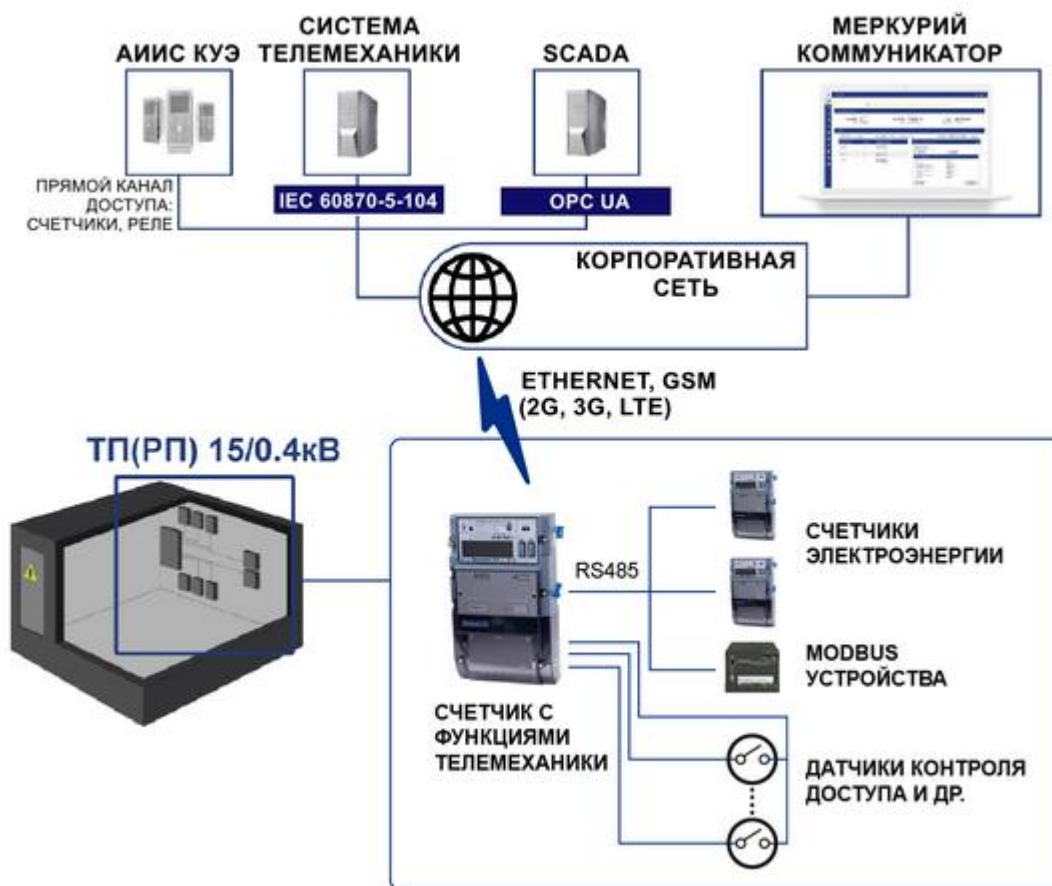 АИИС КУЭ
СИСТЕМА
ТЕЛЕМЕХАНИКИ
SCADA
МЕРКУРИЙ
КОММУНИКАТОР
ПРЯМОЙ КАНАЛ
ДОСТУПА:
СЧЕТЧИКИ, РЕЛЕ
IEC 60870-5-104
OPC UA
КОРПОРАТИВНАЯ
СЕТЬ
ETHERNET, GSM
(2G, 3G, LTE)
ТП(РП) 15/0.4кВ
RS485
СЧЕТЧИКИ
ЭЛЕКТРОЭНЕРГИИ
MODBUS
УСТРОЙСТВА
СЧЕТЧИК С
ФУНКЦИЯМИ
ТЕЛЕМЕХАНИКИ
ДАТЧИКИ КОНТРОЛЯ
ДОСТУПА И ДР.